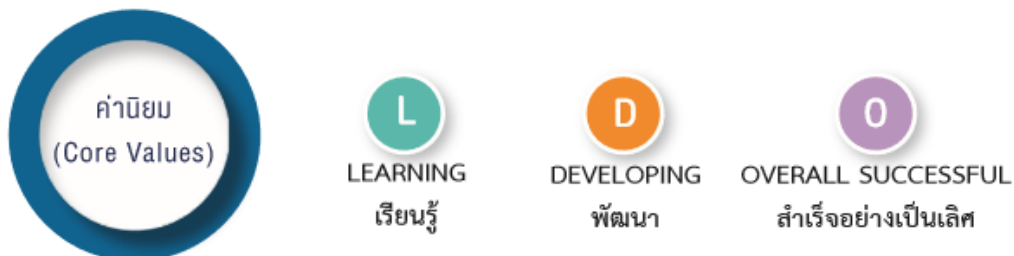 ค่านิยม
(Core Values)
L
LEARNING
เรียนรู้
D
DEVELOPING
พัฒนา
O
OVERALL SUCCESSFUL
สำเร็จอย่างเป็นเลิศ